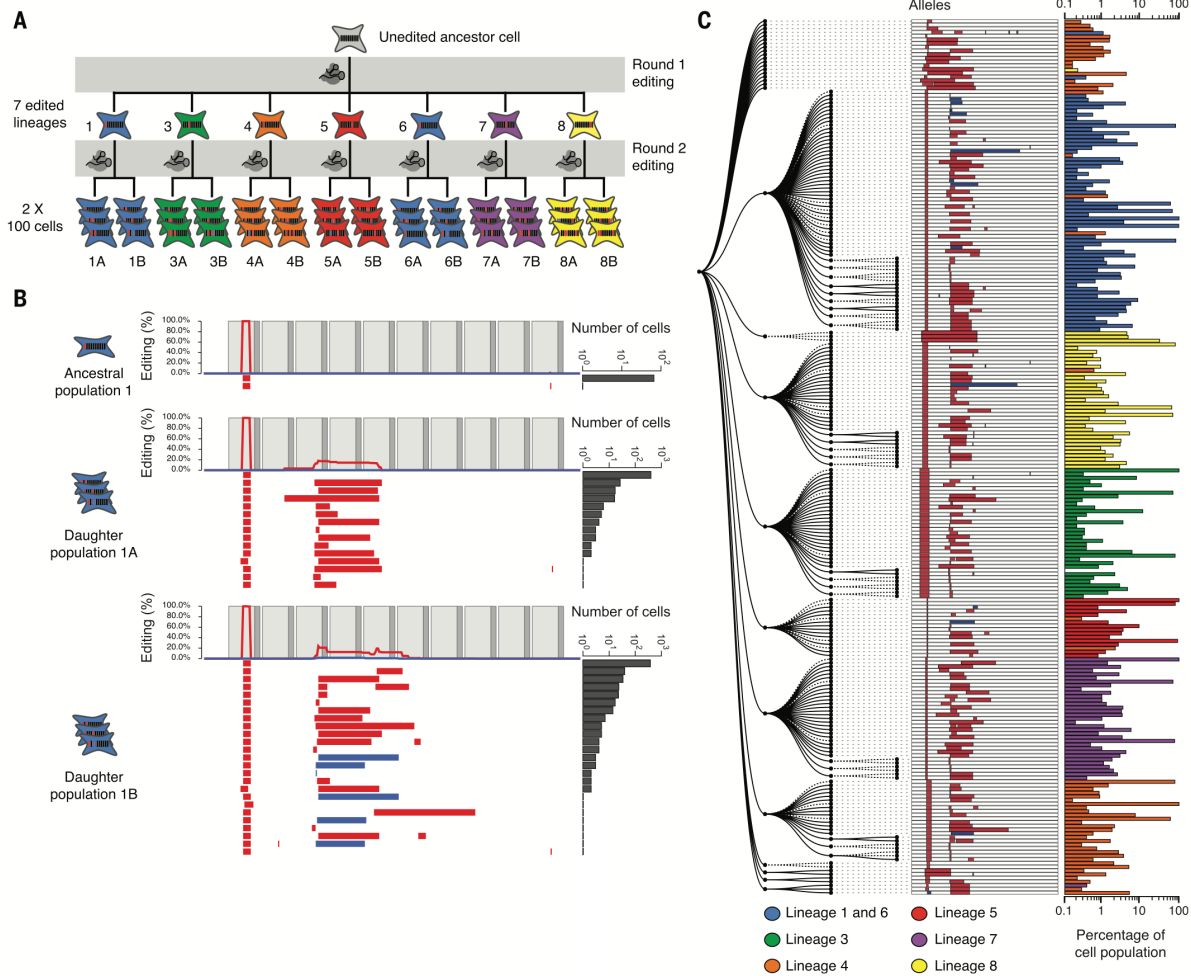 A
Unedited ancestor cell
Round 1
editing
7 edited
lineages
1
3
4
5
6
7
8
Round 2
editing
2 X
100 cells
1A 1B 3A 3B 4A 4B 5A 5B 6A 6B 7A 7B 8A 8B
B
Editing (%)
100.0%
80.0%
60.0%
40.0%
20.0%
0.0%
Number of cells
10^0 10^1 10^2
Ancestral
population 1
Editing (%)
100.0%
80.0%
60.0%
40.0%
20.0%
0.0%
Number of cells
10^0 10^1 10^2 10^3
Daughter
population 1A
Editing (%)
100.0%
80.0%
60.0%
40.0%
20.0%
0.0%
Number of cells
10^0 10^1 10^2 10^3
Daughter
population 1B
C
Alleles
0.1 1 10 100
0.1 1 10 100
Percentage of
cell population
Lineage 1 and 6
Lineage 3
Lineage 4
Lineage 5
Lineage 7
Lineage 8